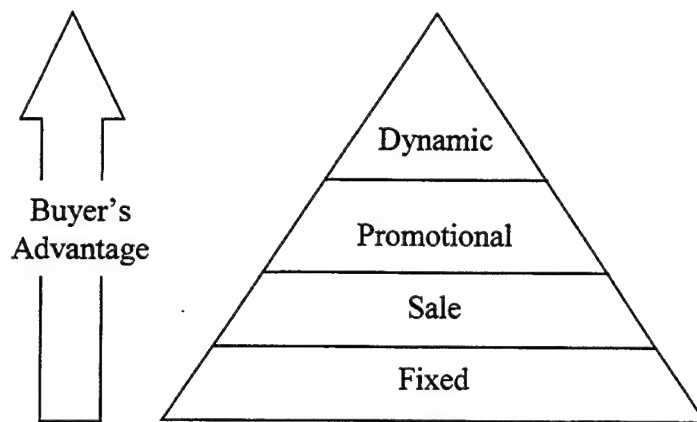 Buyer's
Advantage
Dynamic
Promotional
Sale
Fixed